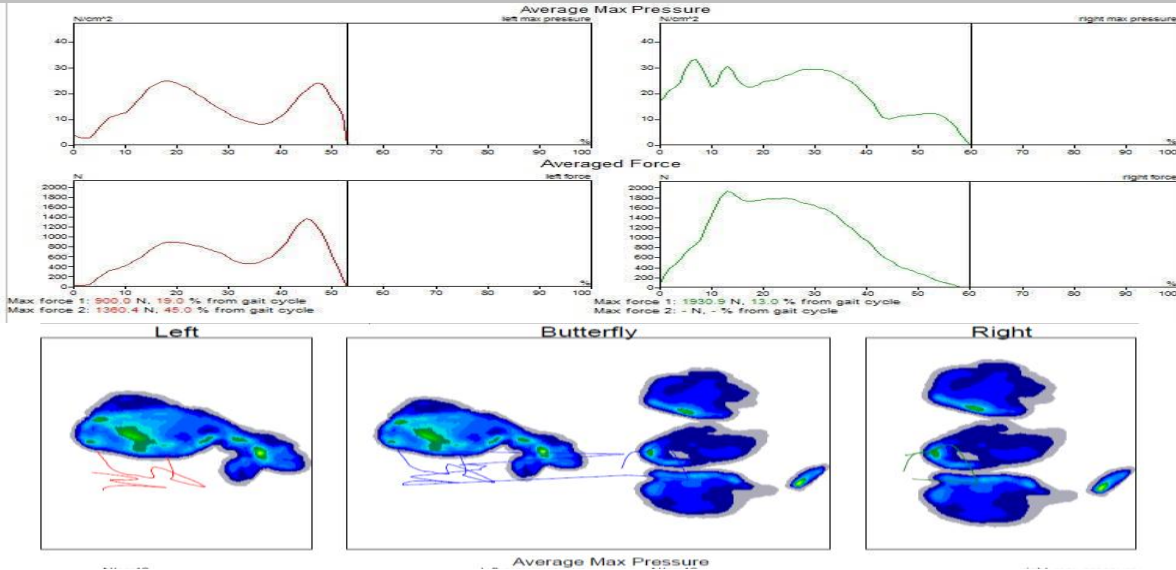 Average Max Pressure
N/cm^2 left max pressure N/cm^2 right max pressure
40 40
30 30
20 20
10 10
0 0
% %
0 10 20 30 40 50 60 70 80 90 100 0 10 20 30 40 50 60 70 80 90 100
Averaged Force
N left force N right force
2000 2000
1800 1800
1600 1600
1400 1400
1200 1200
1000 1000
800 800
600 600
400 400
200 200
0 0
% %
0 10 20 30 40 50 60 70 80 90 100 0 10 20 30 40 50 60 70 80 90 100
Max force 1: 900.0 N, 19.0 % from gait cycle Max force 1: 1930.9 N, 13.0 % from gait cycle
Max force 2: 1360.4 N, 45.0 % from gait cycle Max force 2: - N, - % from gait cycle
Left Butterfly Right
Average Max Pressure